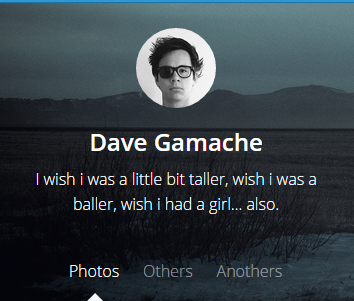 Dave Gamache
I wish i was a little bit taller, wish i was a
baller, wish i had a girl... also.
Photos Others Anothers